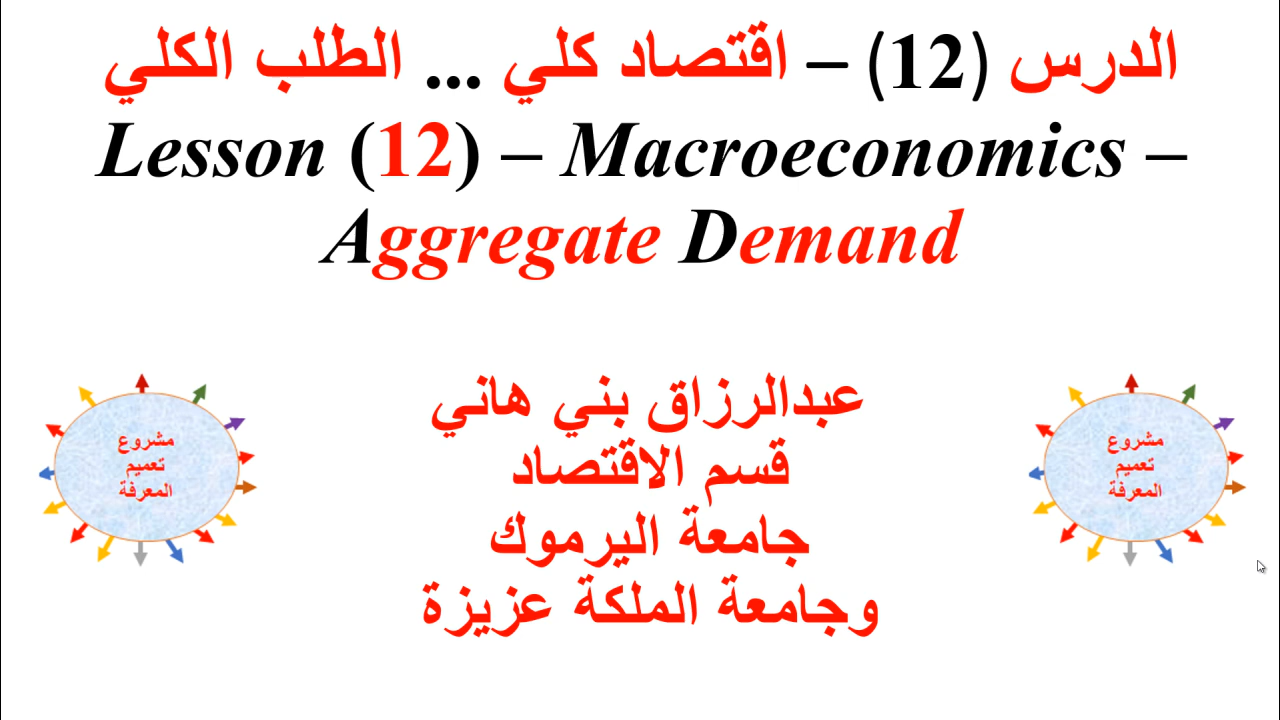 الدرس (12) – اقتصاد كلي ... الطلب الكلي
Lesson (12) – Macroeconomics –
Aggregate Demand
عبدالرزاق بني هاني
قسم الاقتصاد
جامعة اليرموك
وجامعة الملكة عزيزة
مشروع
تعميم
المعرفة
مشروع
تعميم
المعرفة